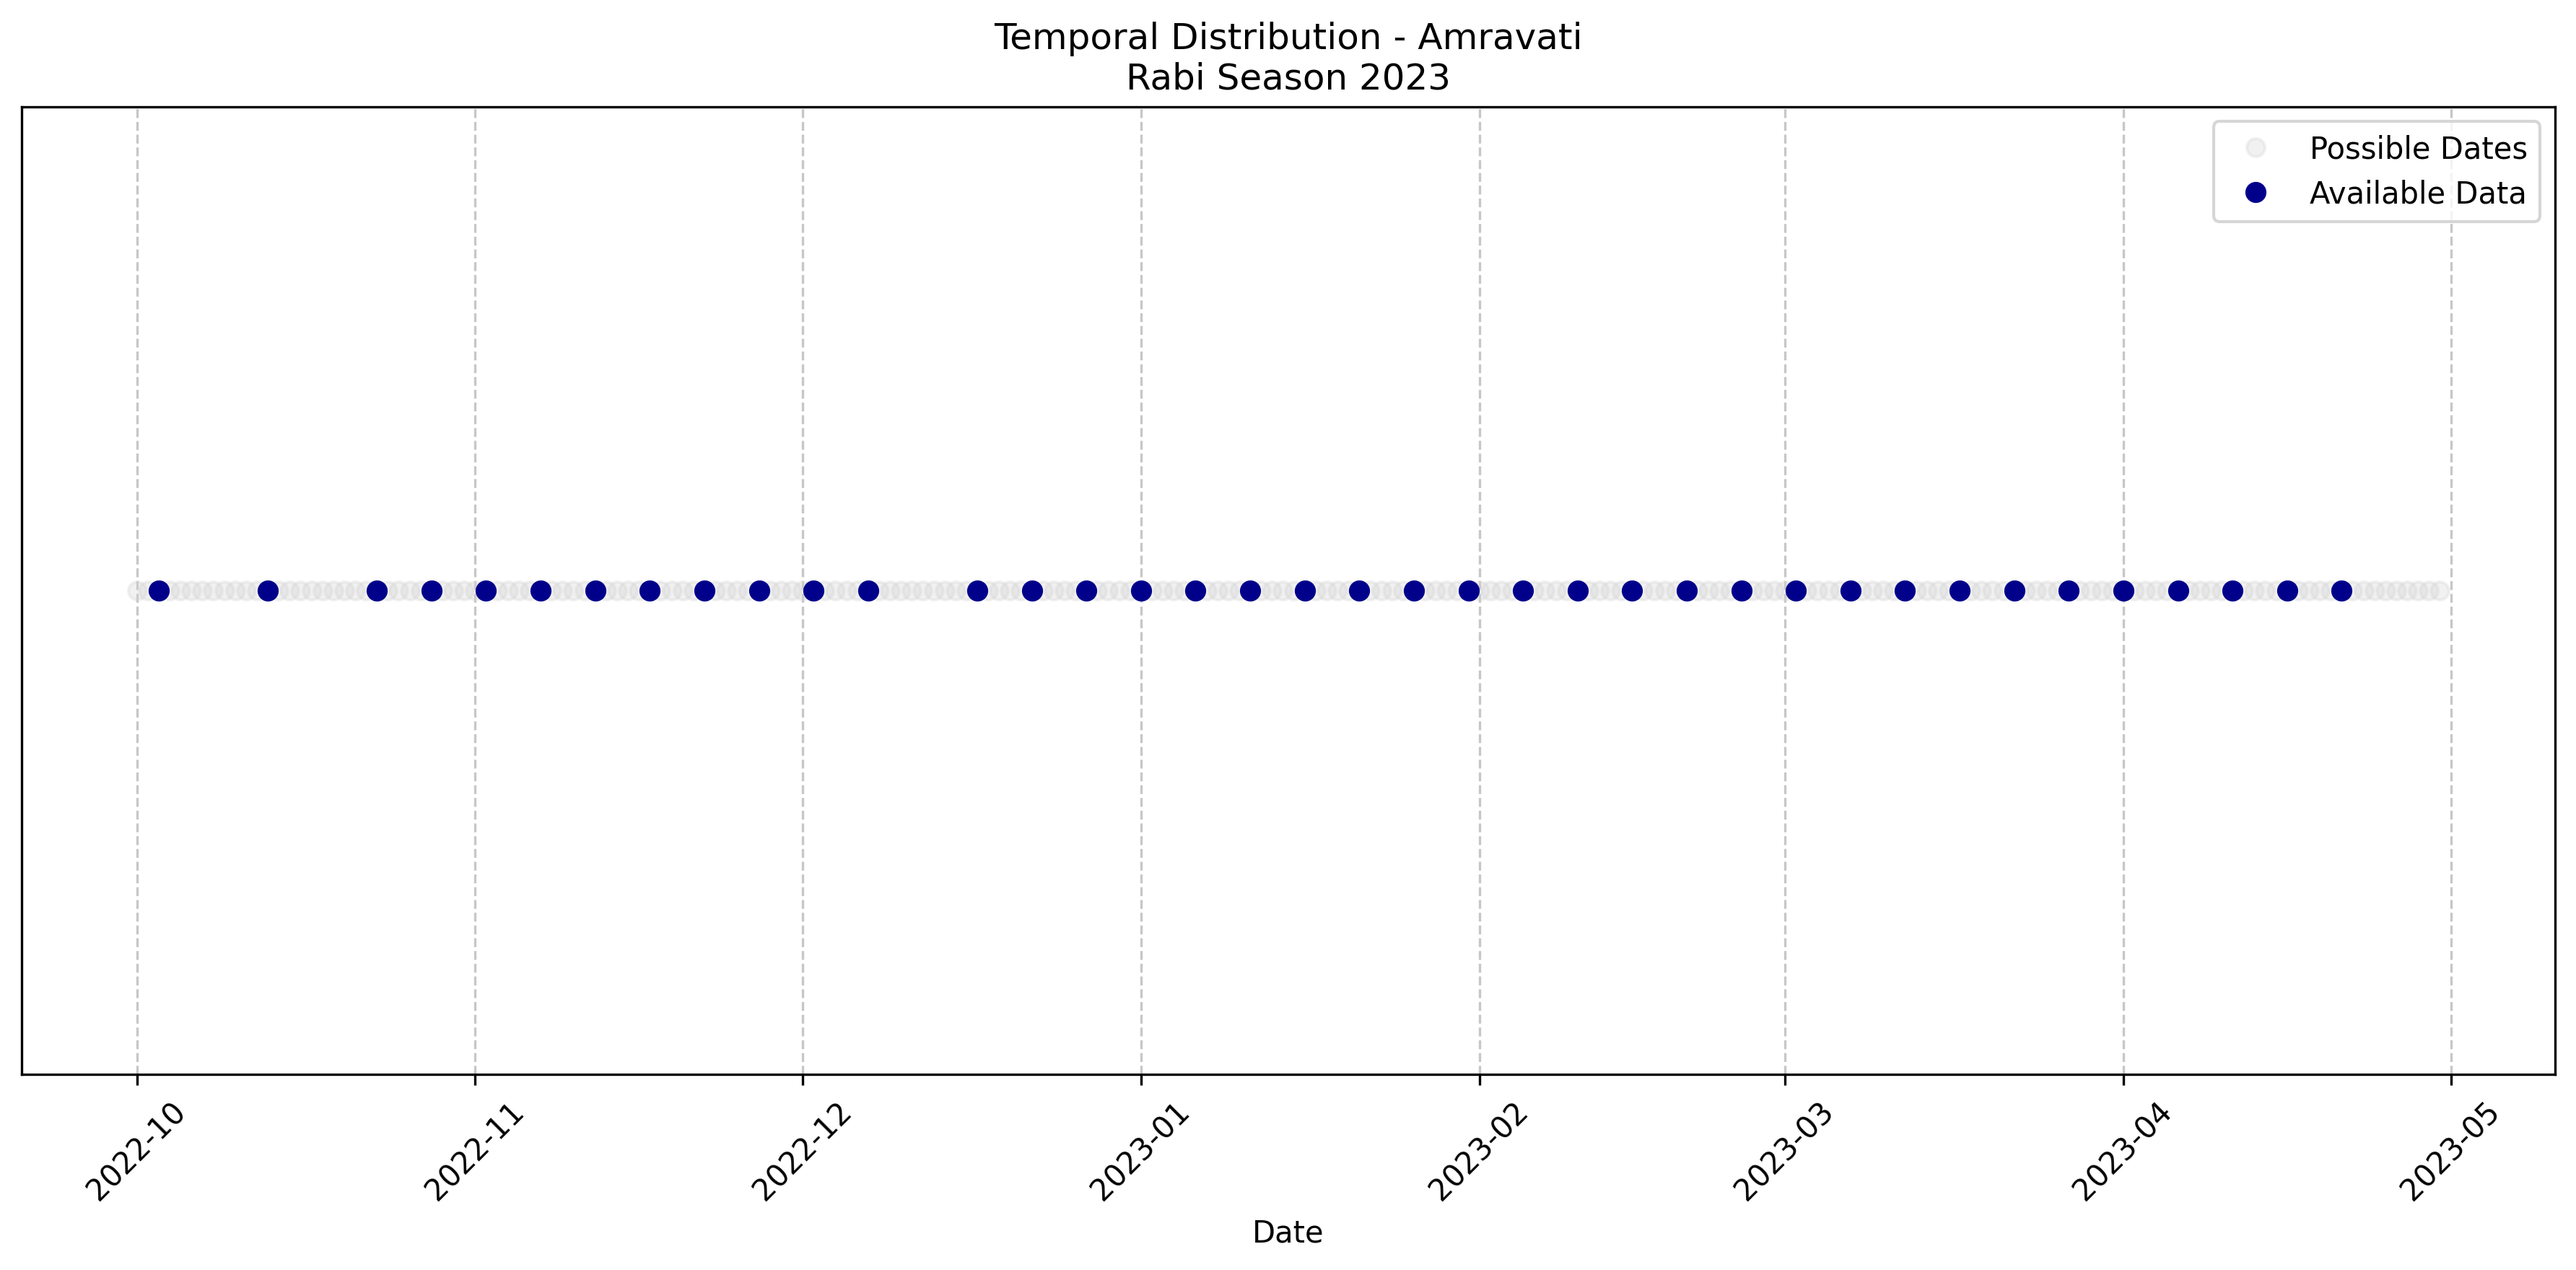 Temporal Distribution - Amravati
Rabi Season 2023
Possible Dates
Available Data
2022-10
2022-11
2022-12
2023-01
2023-02
2023-03
2023-04
2023-05
Date